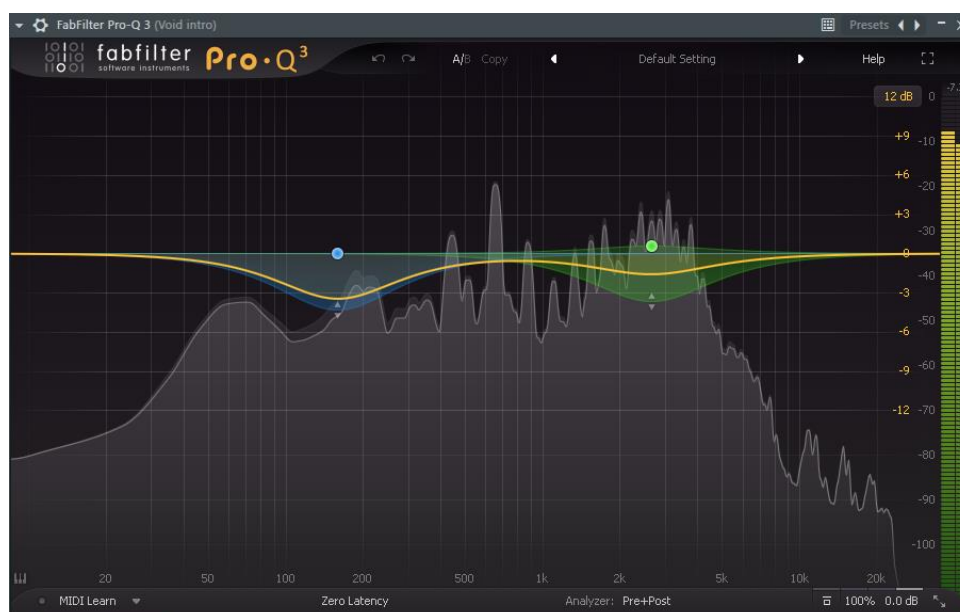 FabFilter Pro-Q 3 (Void intro) Presets
fabfilter Pro·Q³
software instruments
A/B Copy Default Setting Help
12 dB 0
+9 -10
+6 -20
+3 -30
0 -40
-3 -50
-6 -60
-9 -70
-12 -80
-90
-100
20 50 100 200 500 1k 2k 5k 10k 20k
MIDI Learn Zero Latency Analyzer: Pre+Post 100% 0.0 dB